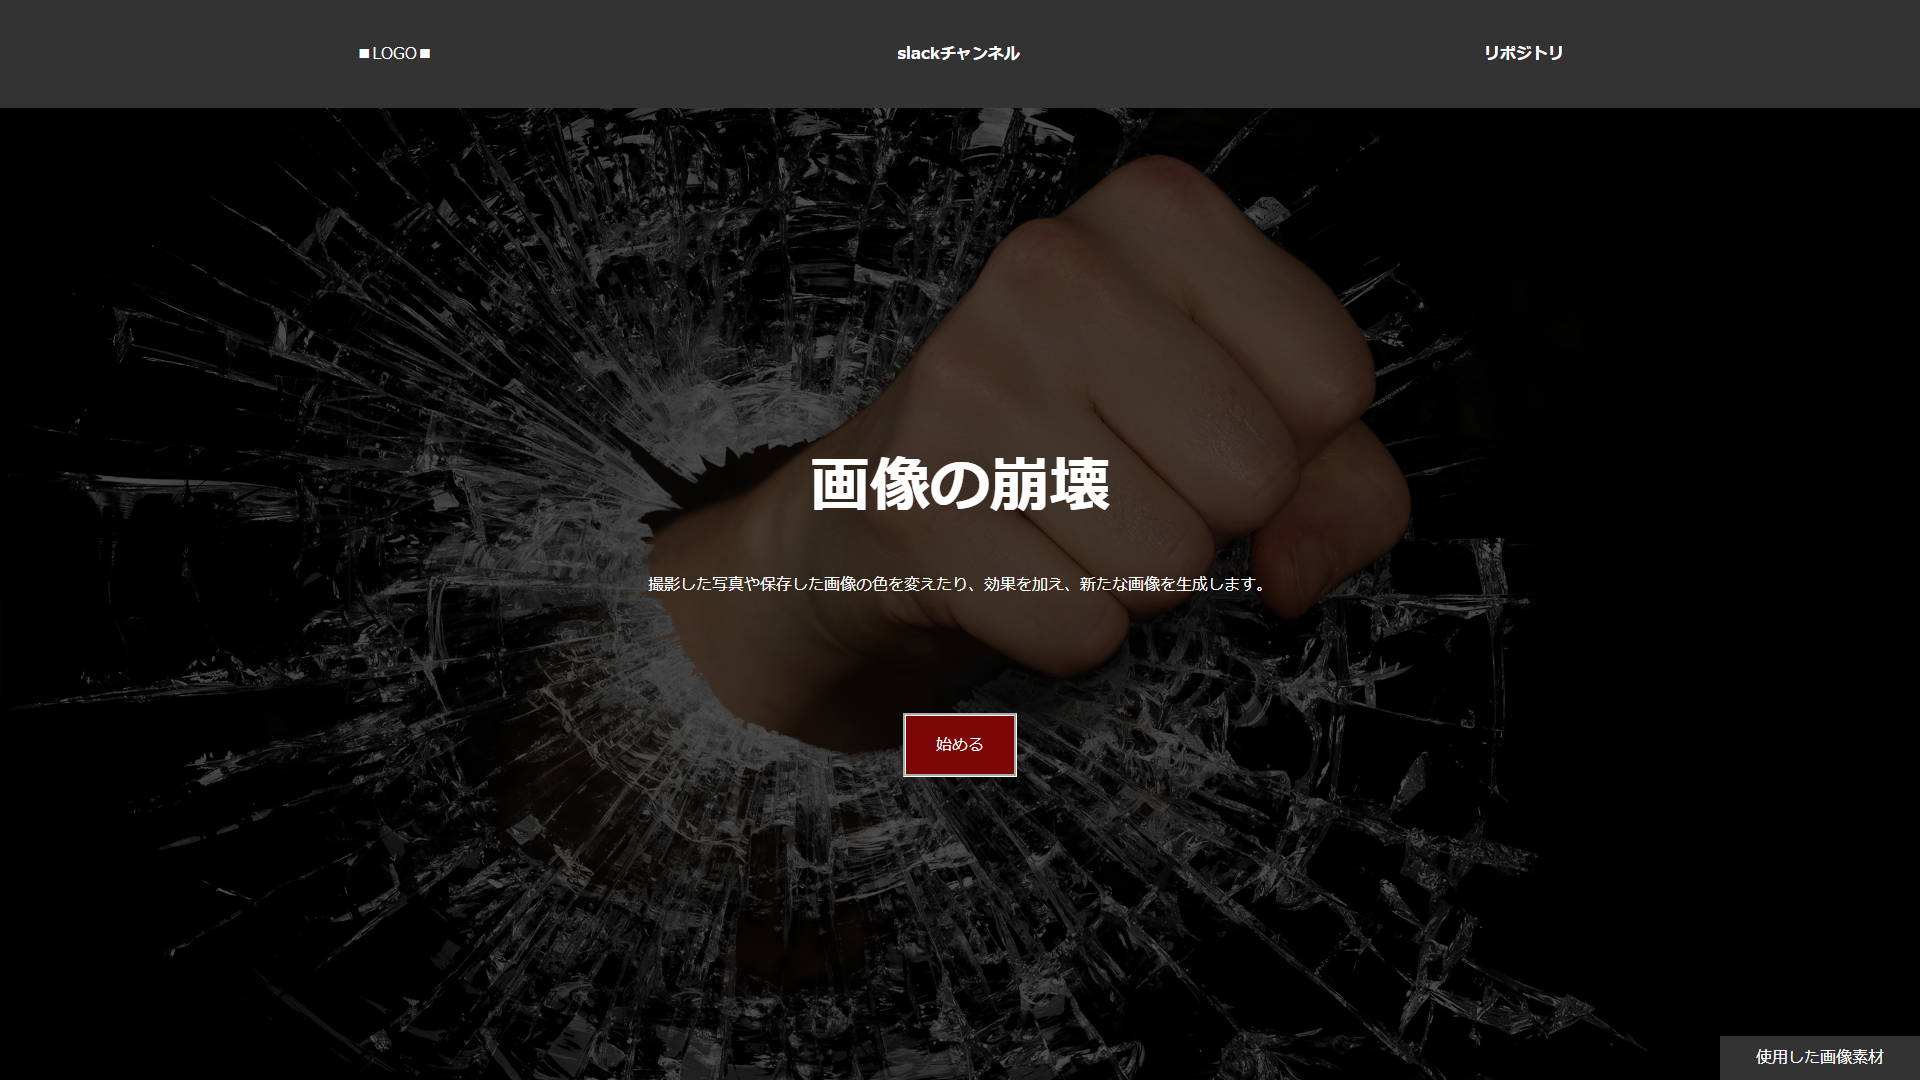 ■LOGO■
slackチャンネル
リポジトリ
画像の崩壊
撮影した写真や保存した画像の色を変えたり、効果を加え、新たな画像を生成します。
始める
使用した画像素材